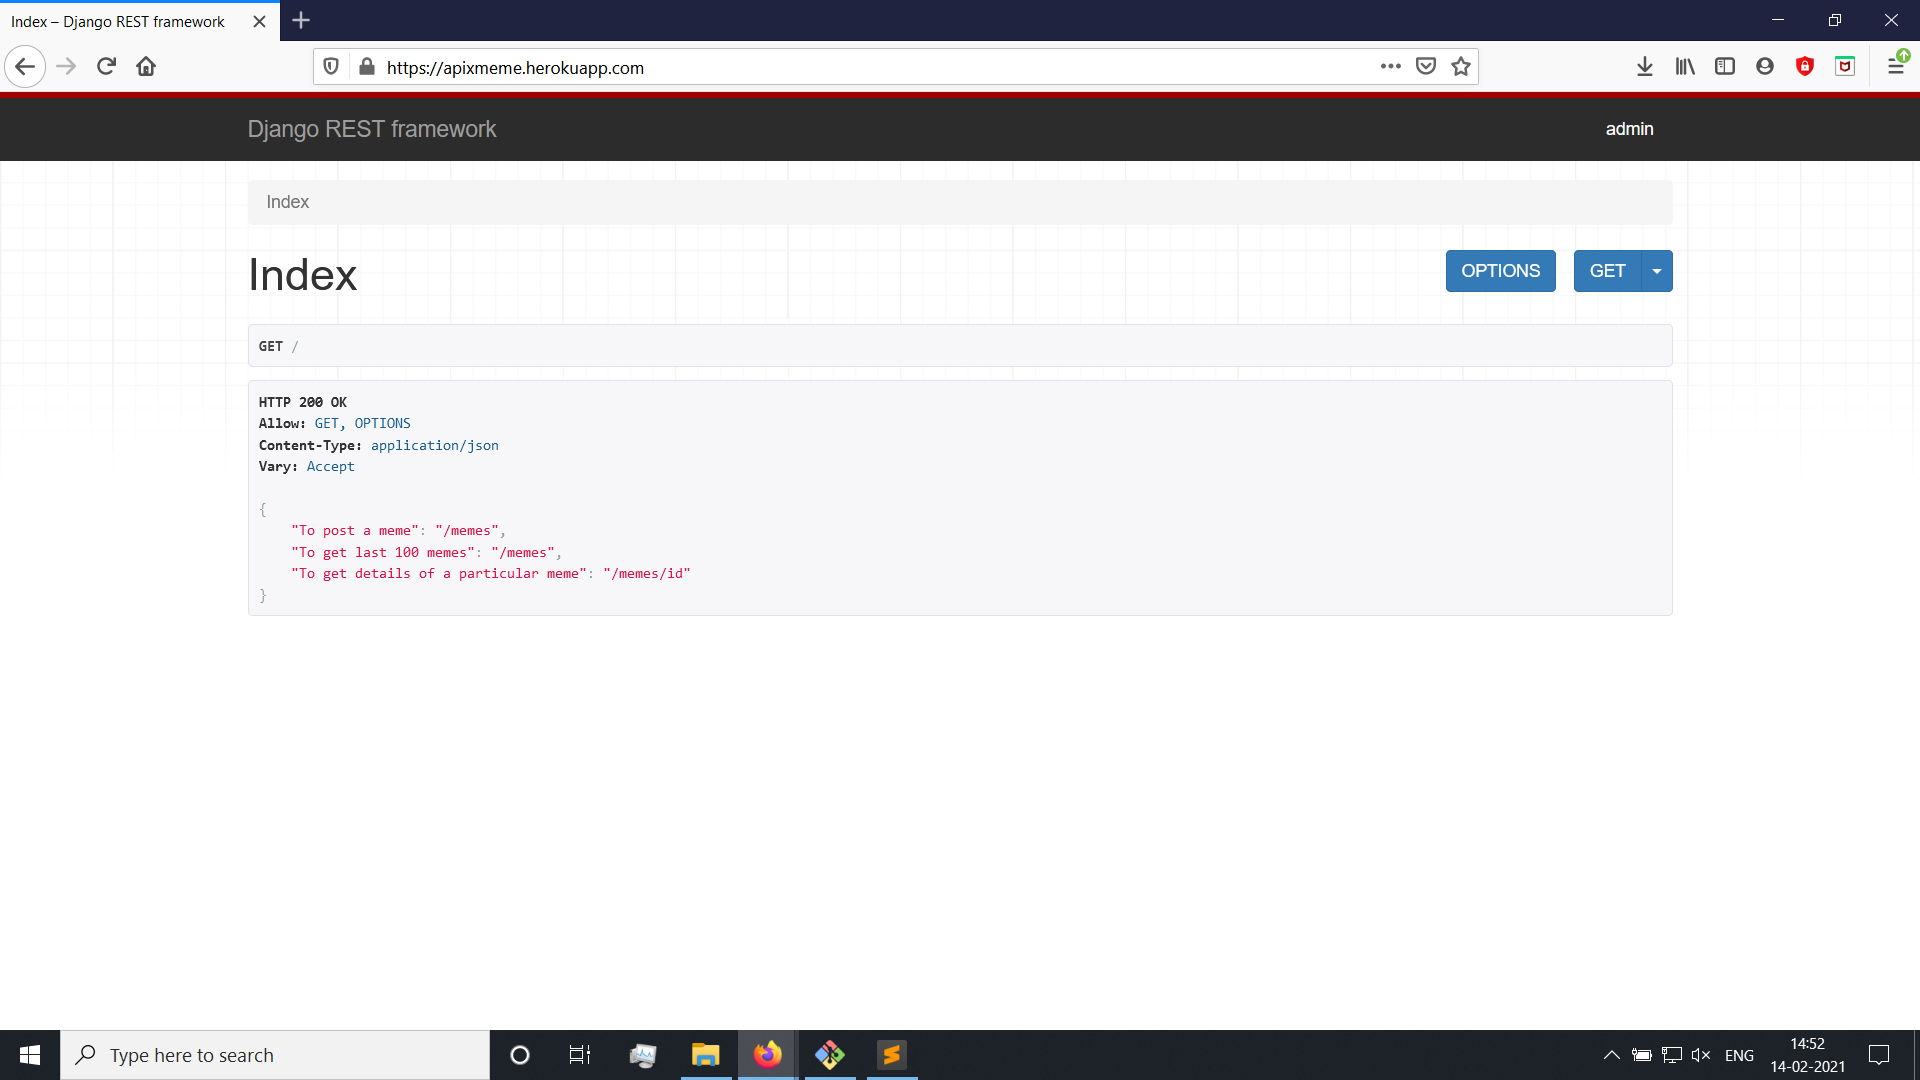 Index – Django REST framework
https://apixmeme.herokuapp.com
Django REST framework
admin
Index
Index
OPTIONS
GET
GET /
HTTP 200 OK
Allow: GET, OPTIONS
Content-Type: application/json
Vary: Accept
{
    "To post a meme": "/memes",
    "To get last 100 memes": "/memes",
    "To get details of a particular meme": "/memes/id"
}
Type here to search
ENG
14:52
14-02-2021